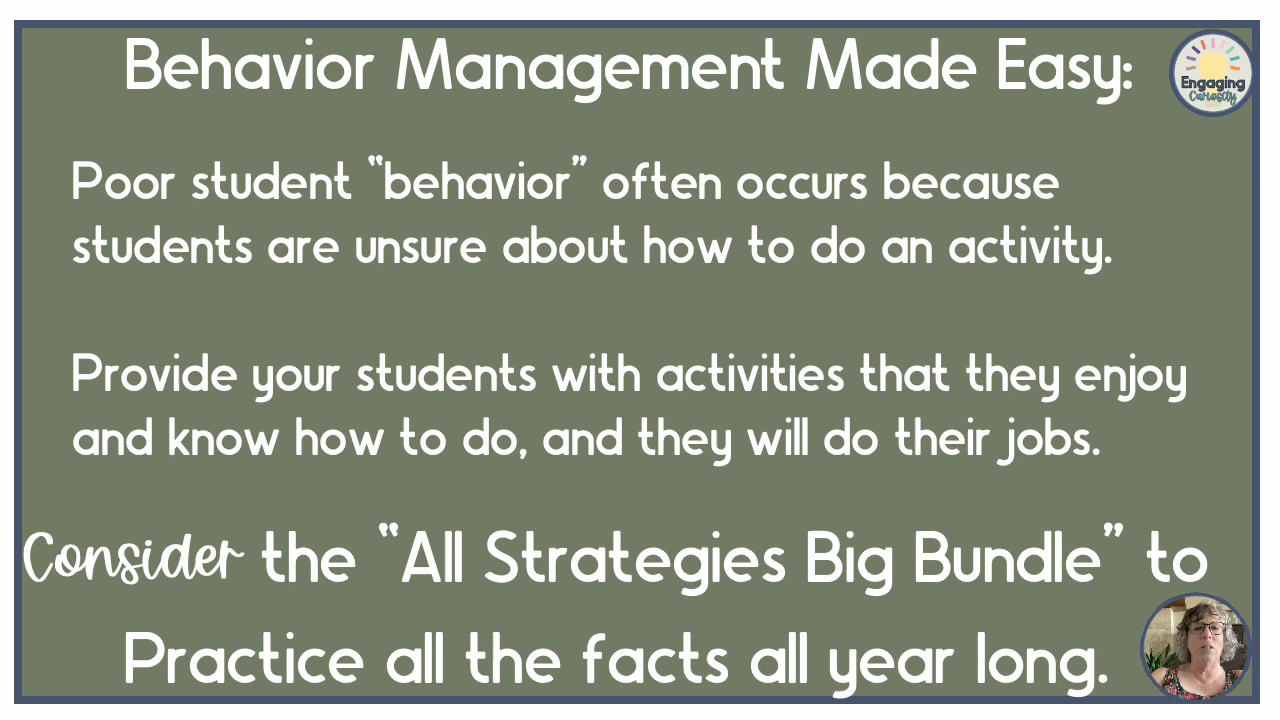 Behavior Management Made Easy:
Engaging
Curiosity
Poor student “behavior” often occurs because
students are unsure about how to do an activity.
Provide your students with activities that they enjoy
and know how to do, and they will do their jobs.
Consider the “All Strategies Big Bundle” to
Practice all the facts all year long.